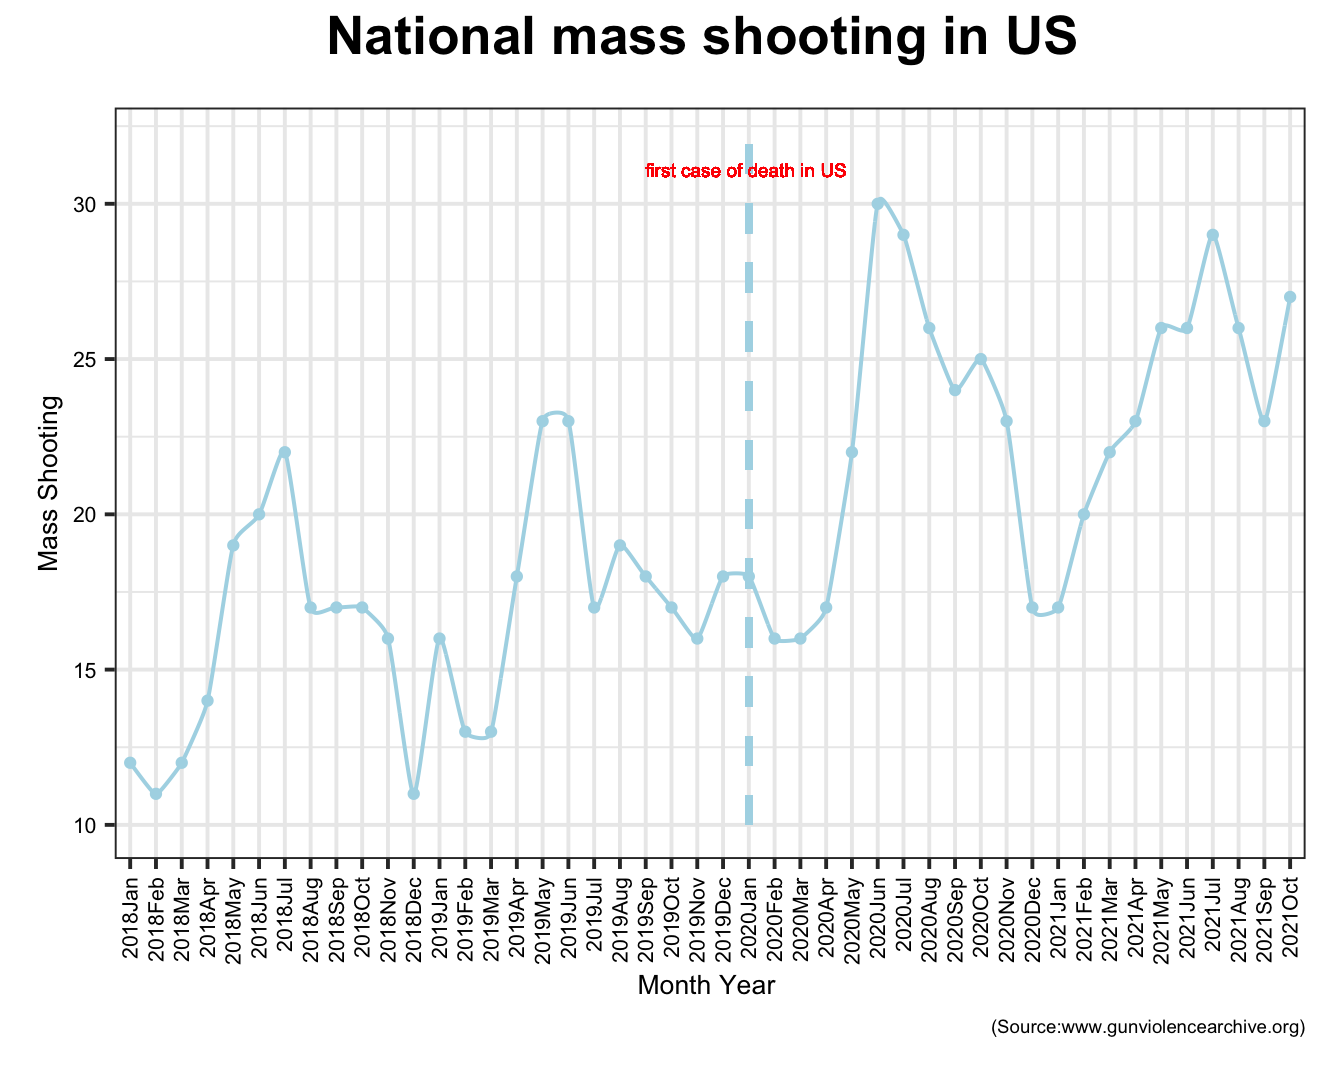 National mass shooting in US
first case of death in US
Mass Shooting
30
25
20
15
10
2018Jan
2018Feb
2018Mar
2018Apr
2018May
2018Jun
2018Jul
2018Aug
2018Sep
2018Oct
2018Nov
2018Dec
2019Jan
2019Feb
2019Mar
2019Apr
2019May
2019Jun
2019Jul
2019Aug
2019Sep
2019Oct
2019Nov
2019Dec
2020Jan
2020Feb
2020Mar
2020Apr
2020May
2020Jun
2020Jul
2020Aug
2020Sep
2020Oct
2020Nov
2020Dec
2021Jan
2021Feb
2021Mar
2021Apr
2021May
2021Jun
2021Jul
2021Aug
2021Sep
2021Oct
Month Year
(Source:www.gunviolencearchive.org)